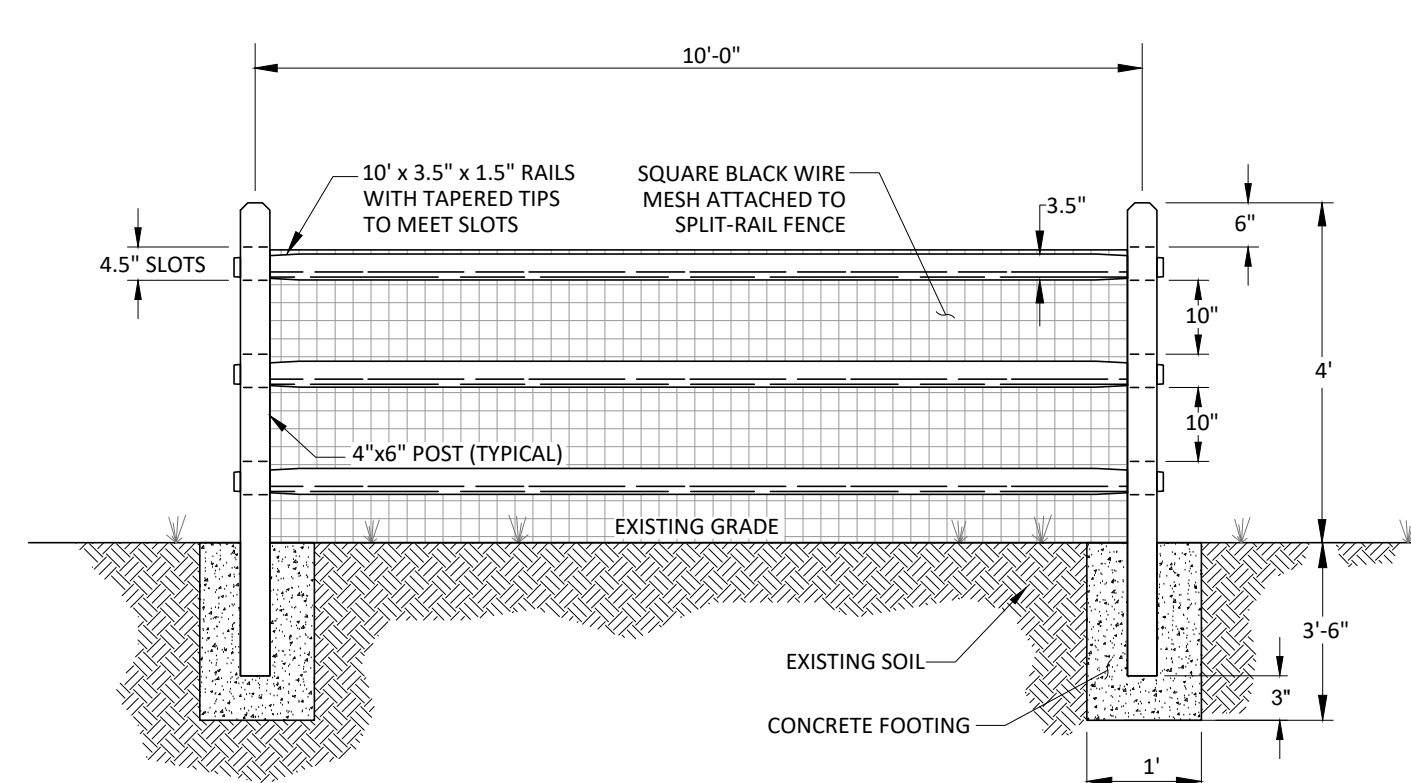 10'-0"
10' x 3.5" x 1.5" RAILS
WITH TAPERED TIPS
TO MEET SLOTS
SQUARE BLACK WIRE
MESH ATTACHED TO
SPLIT-RAIL FENCE
3.5"
6"
4.5" SLOTS
10"
4'
10"
4"x6" POST (TYPICAL)
EXISTING GRADE
3'-6"
EXISTING SOIL
3"
CONCRETE FOOTING
1'